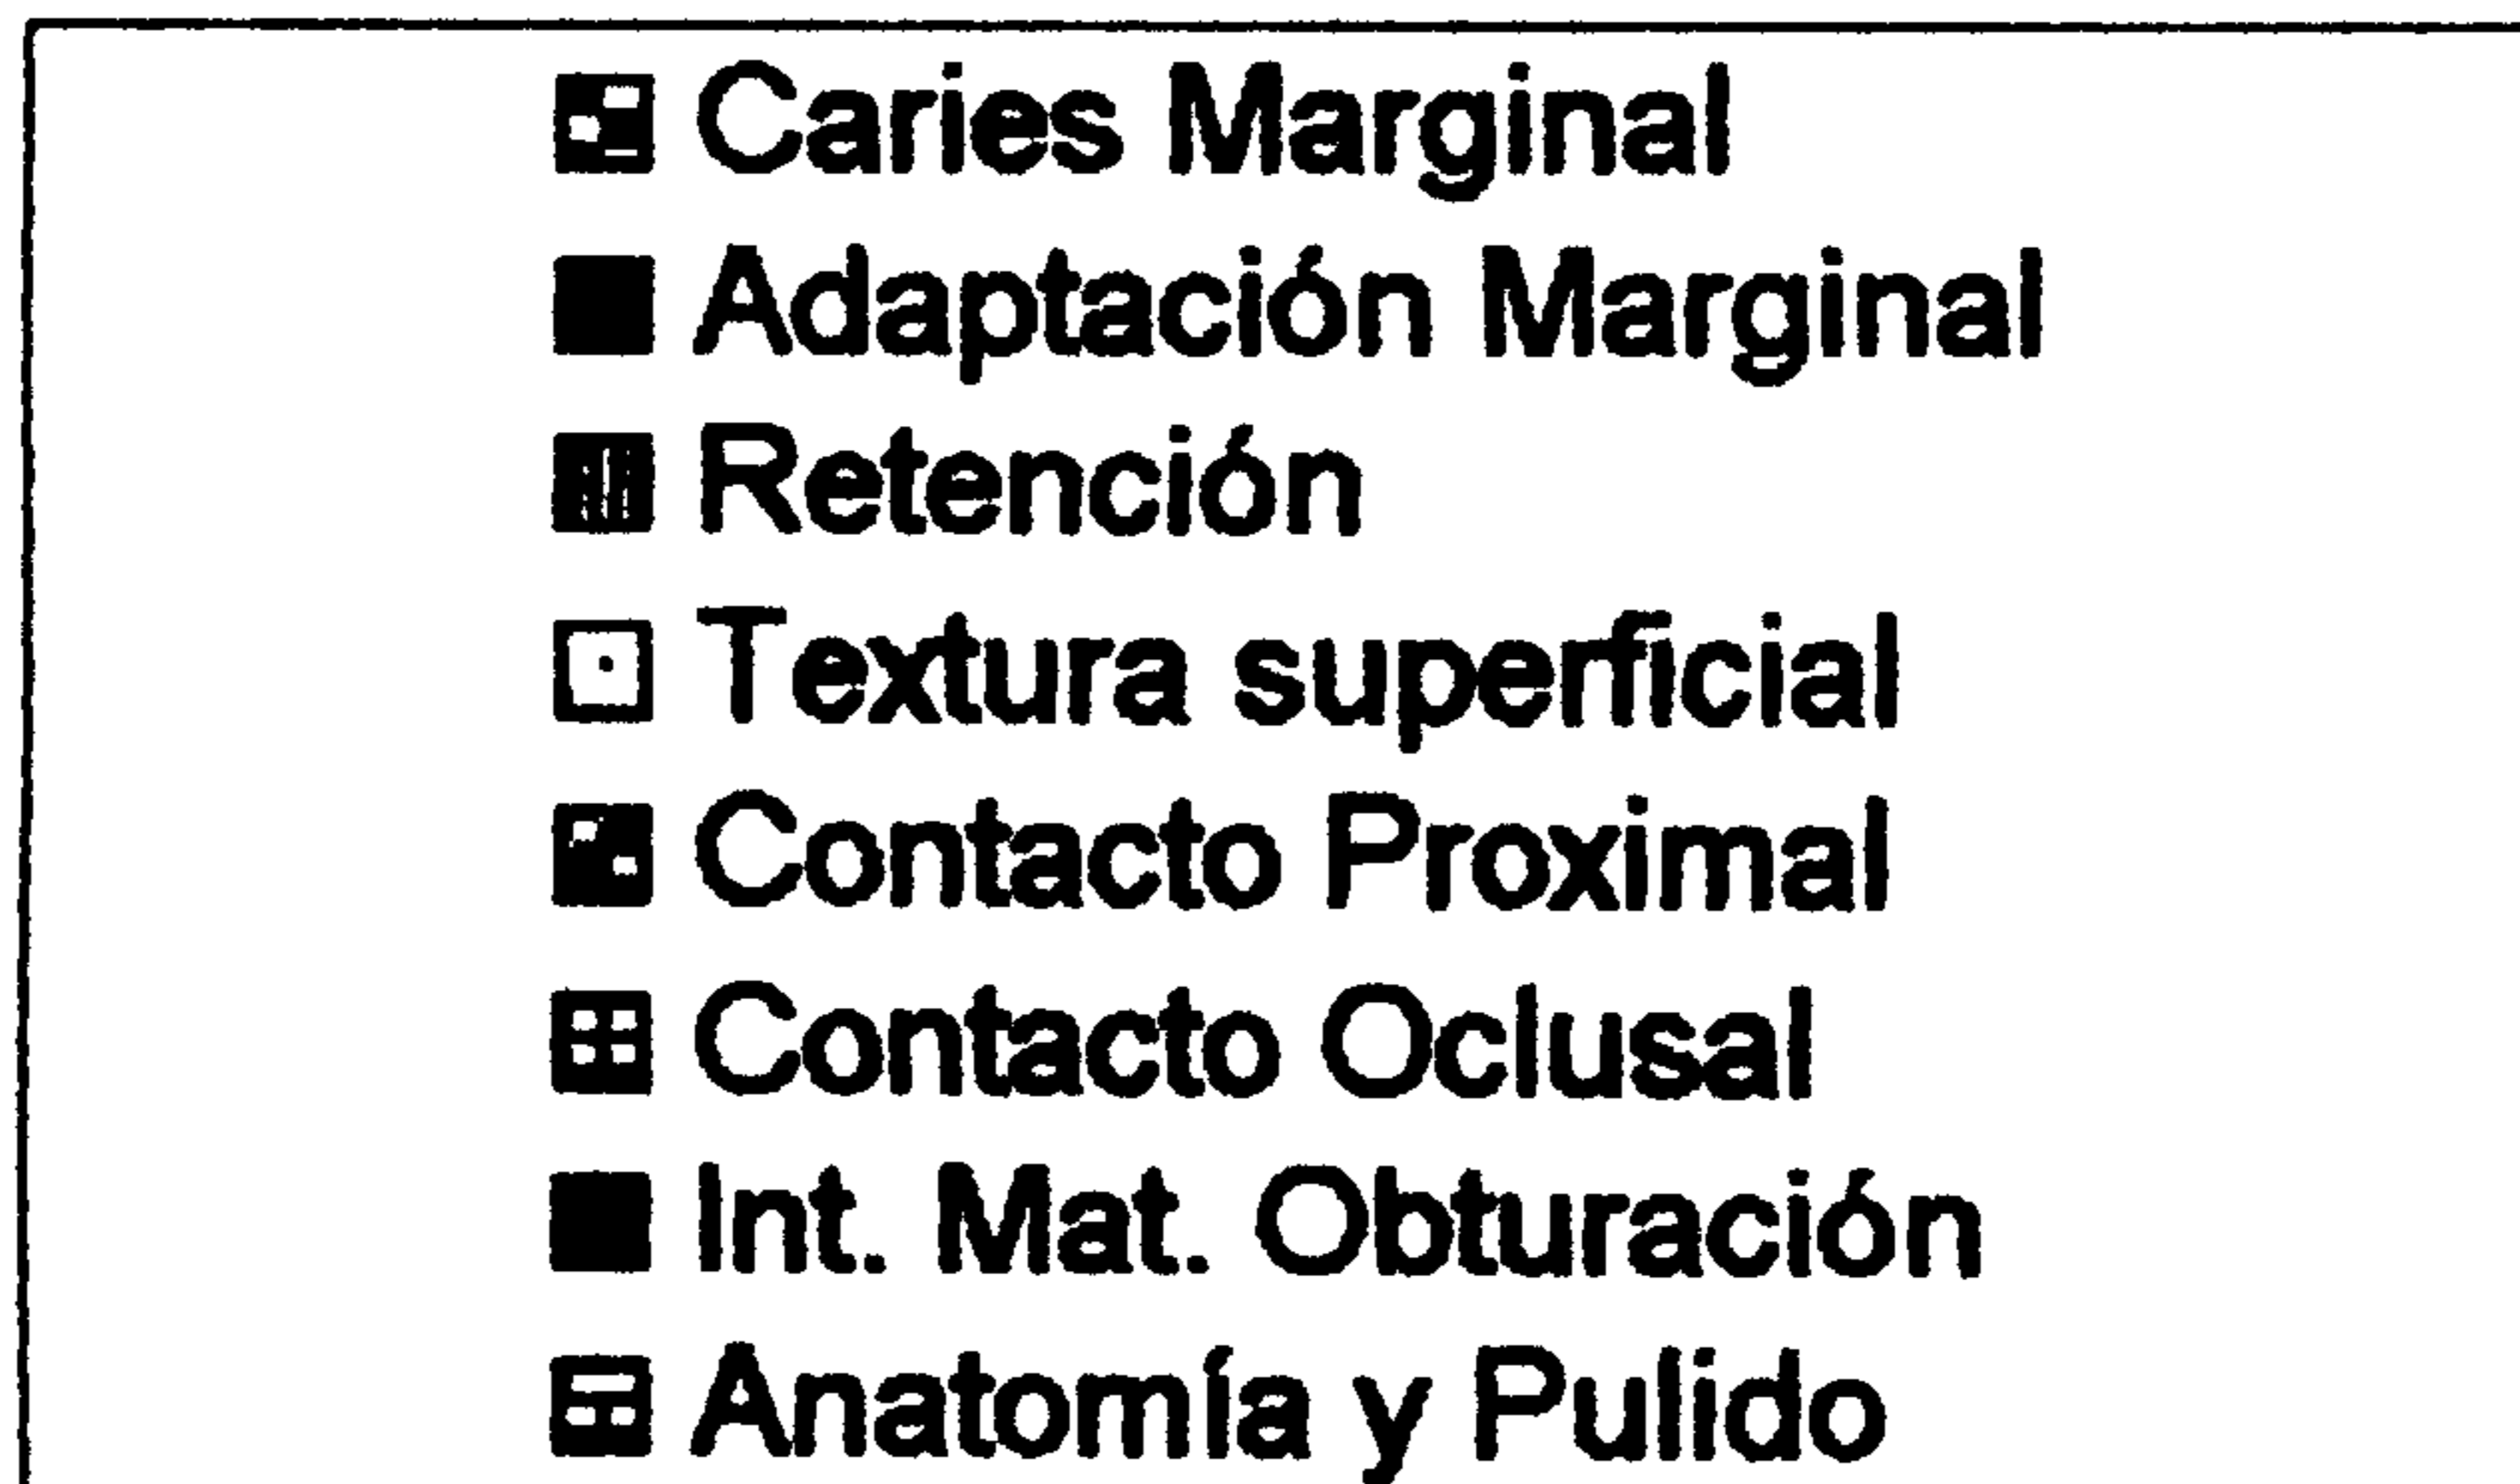 Caries Marginal
Adaptación Marginal
Retención
Textura superficial
Contacto Proximal
Contacto Oclusal
Int. Mat. Obturación
Anatomía y Pulido